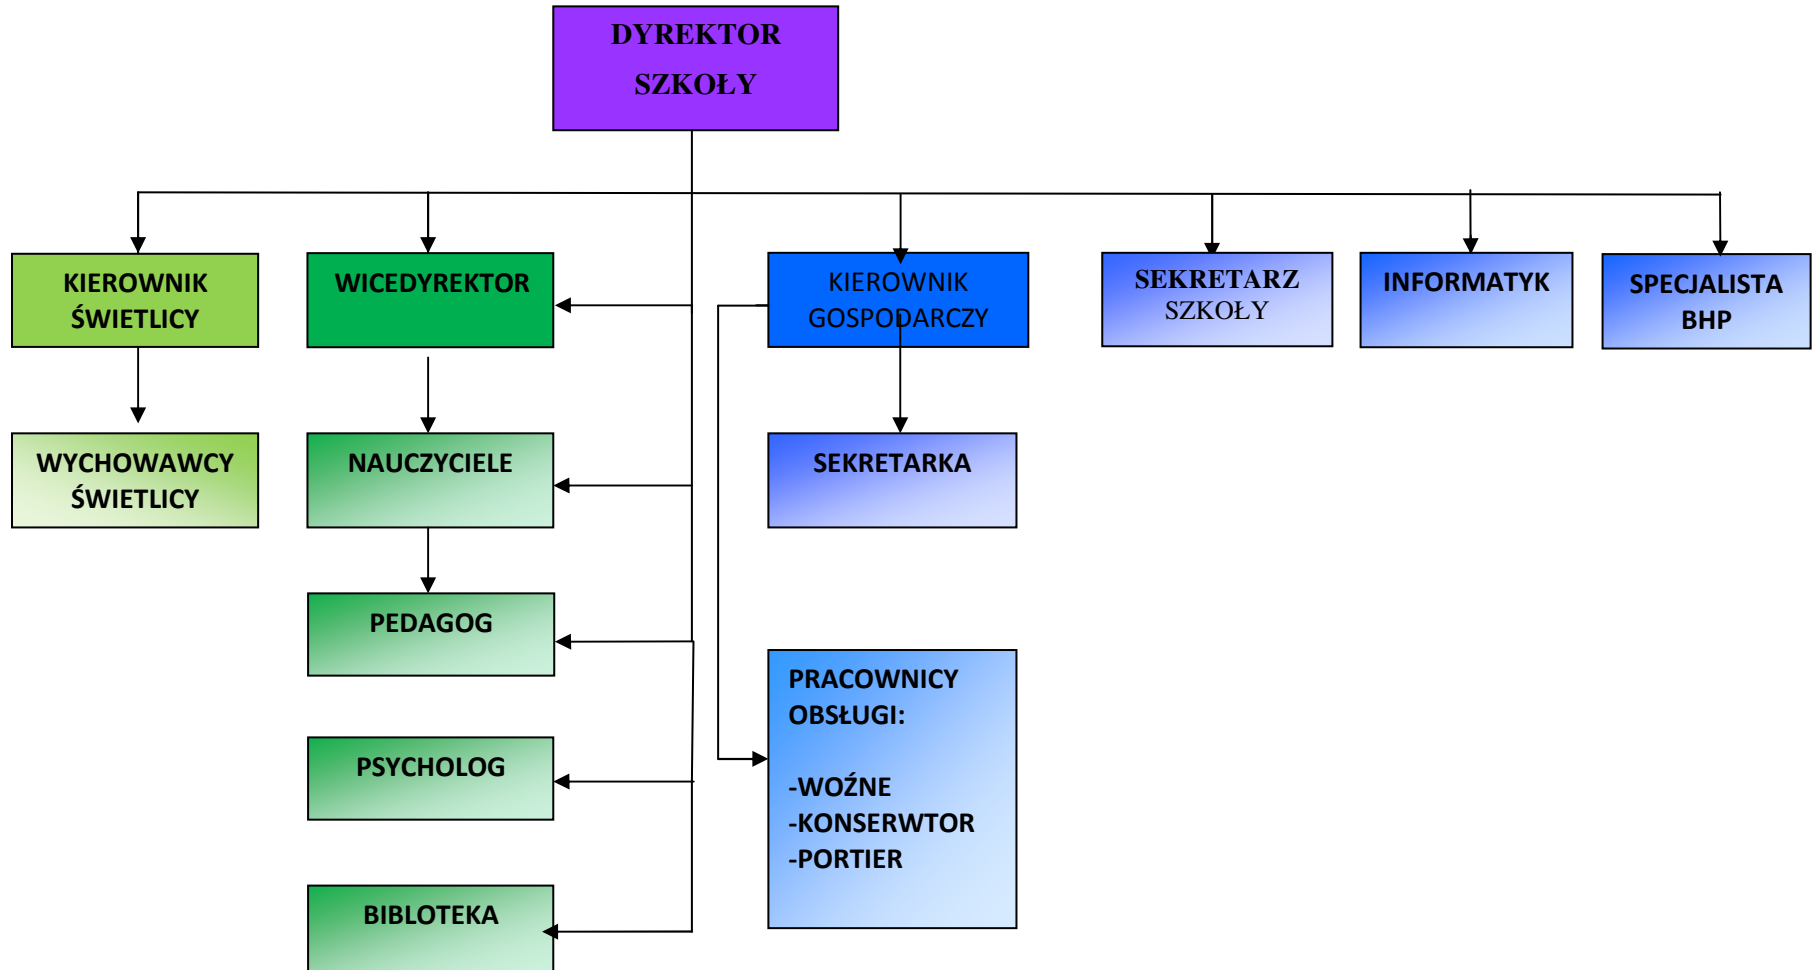 DYREKTOR
SZKOŁY
KIEROWNIK
ŚWIETLICY
WICEDYREKTOR
KIEROWNIK
GOSPODARCZY
SEKRETARZ
SZKOŁY
INFORMATYK
SPECJALISTA
BHP
WYCHOWAWCY
ŚWIETLICY
NAUCZYCIELE
SEKRETARKA
PEDAGOG
PRACOWNICY
OBSŁUGI:
-WOŹNE
-KONSERWTOR
-PORTIER
PSYCHOLOG
BIBLOTEKA